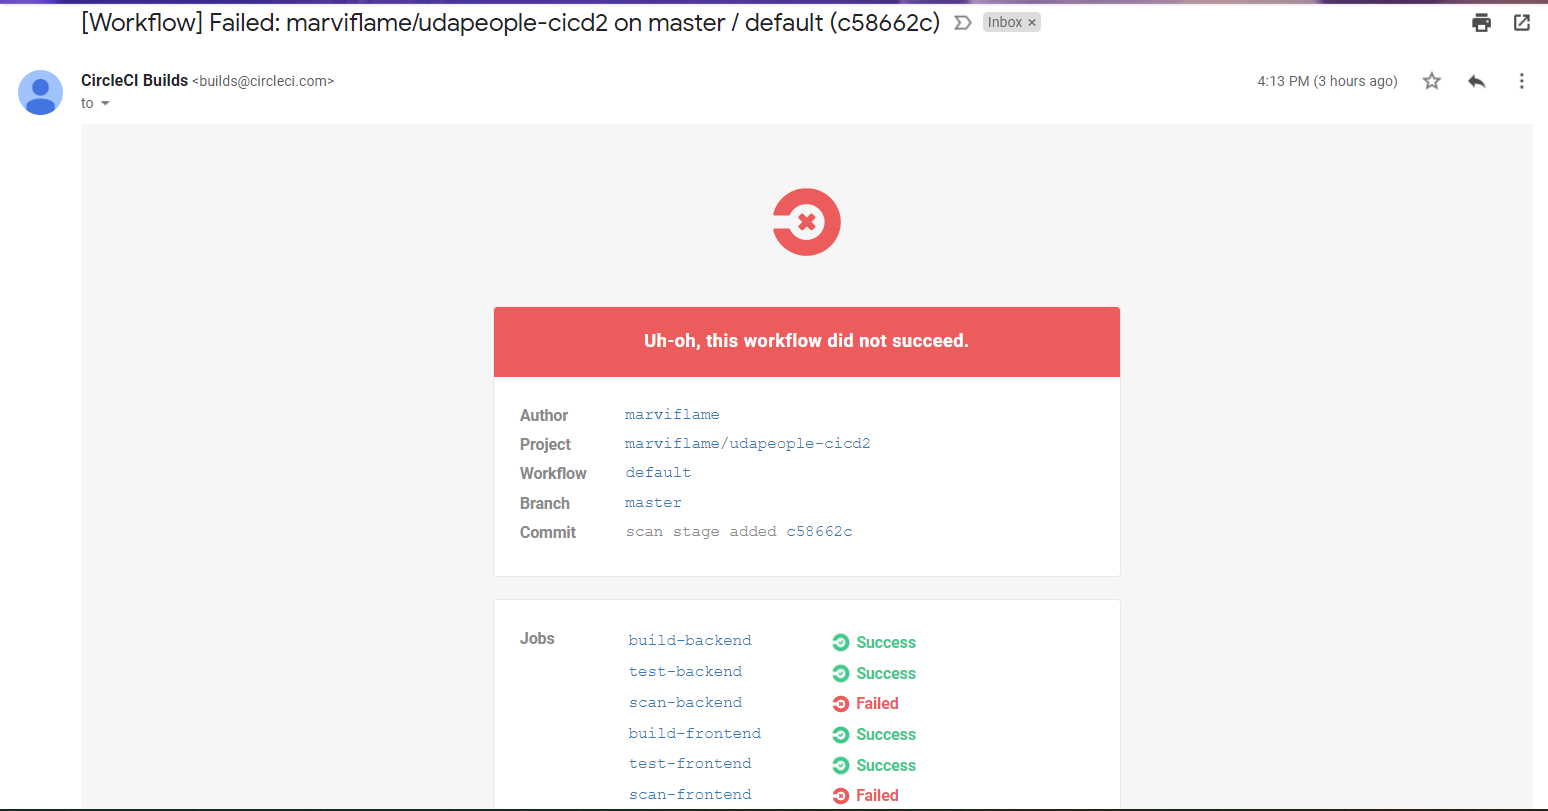 [Workflow] Failed: marviflame/udapeople-cicd2 on master / default (c58662c) Inbox ×
CircleCI Builds <builds@circleci.com> 4:13 PM (3 hours ago)
to
Uh-oh, this workflow did not succeed.
Author marviflame
Project marviflame/udapeople-cicd2
Workflow default
Branch master
Commit scan stage added c58662c
Jobs build-backend Success
test-backend Success
scan-backend Failed
build-frontend Success
test-frontend Success
scan-frontend Failed